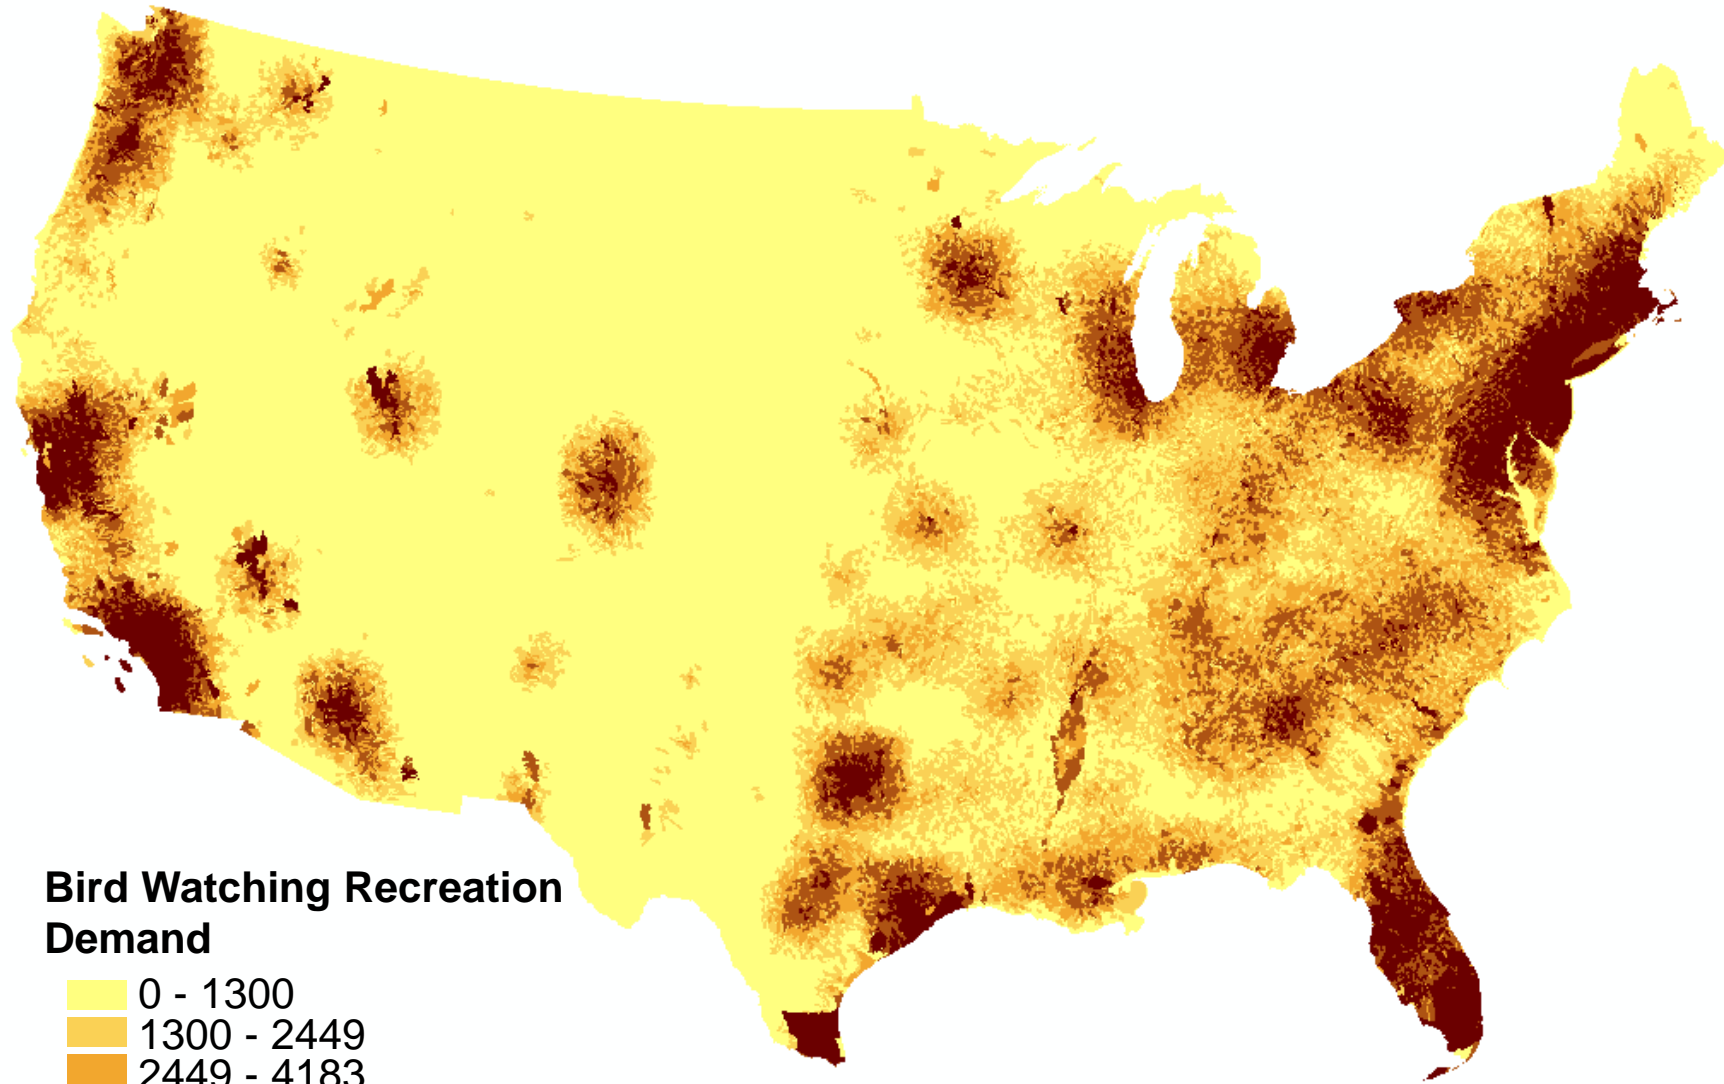 Bird Watching Recreation
Demand
0 - 1300
1300 - 2449
2449 - 4183